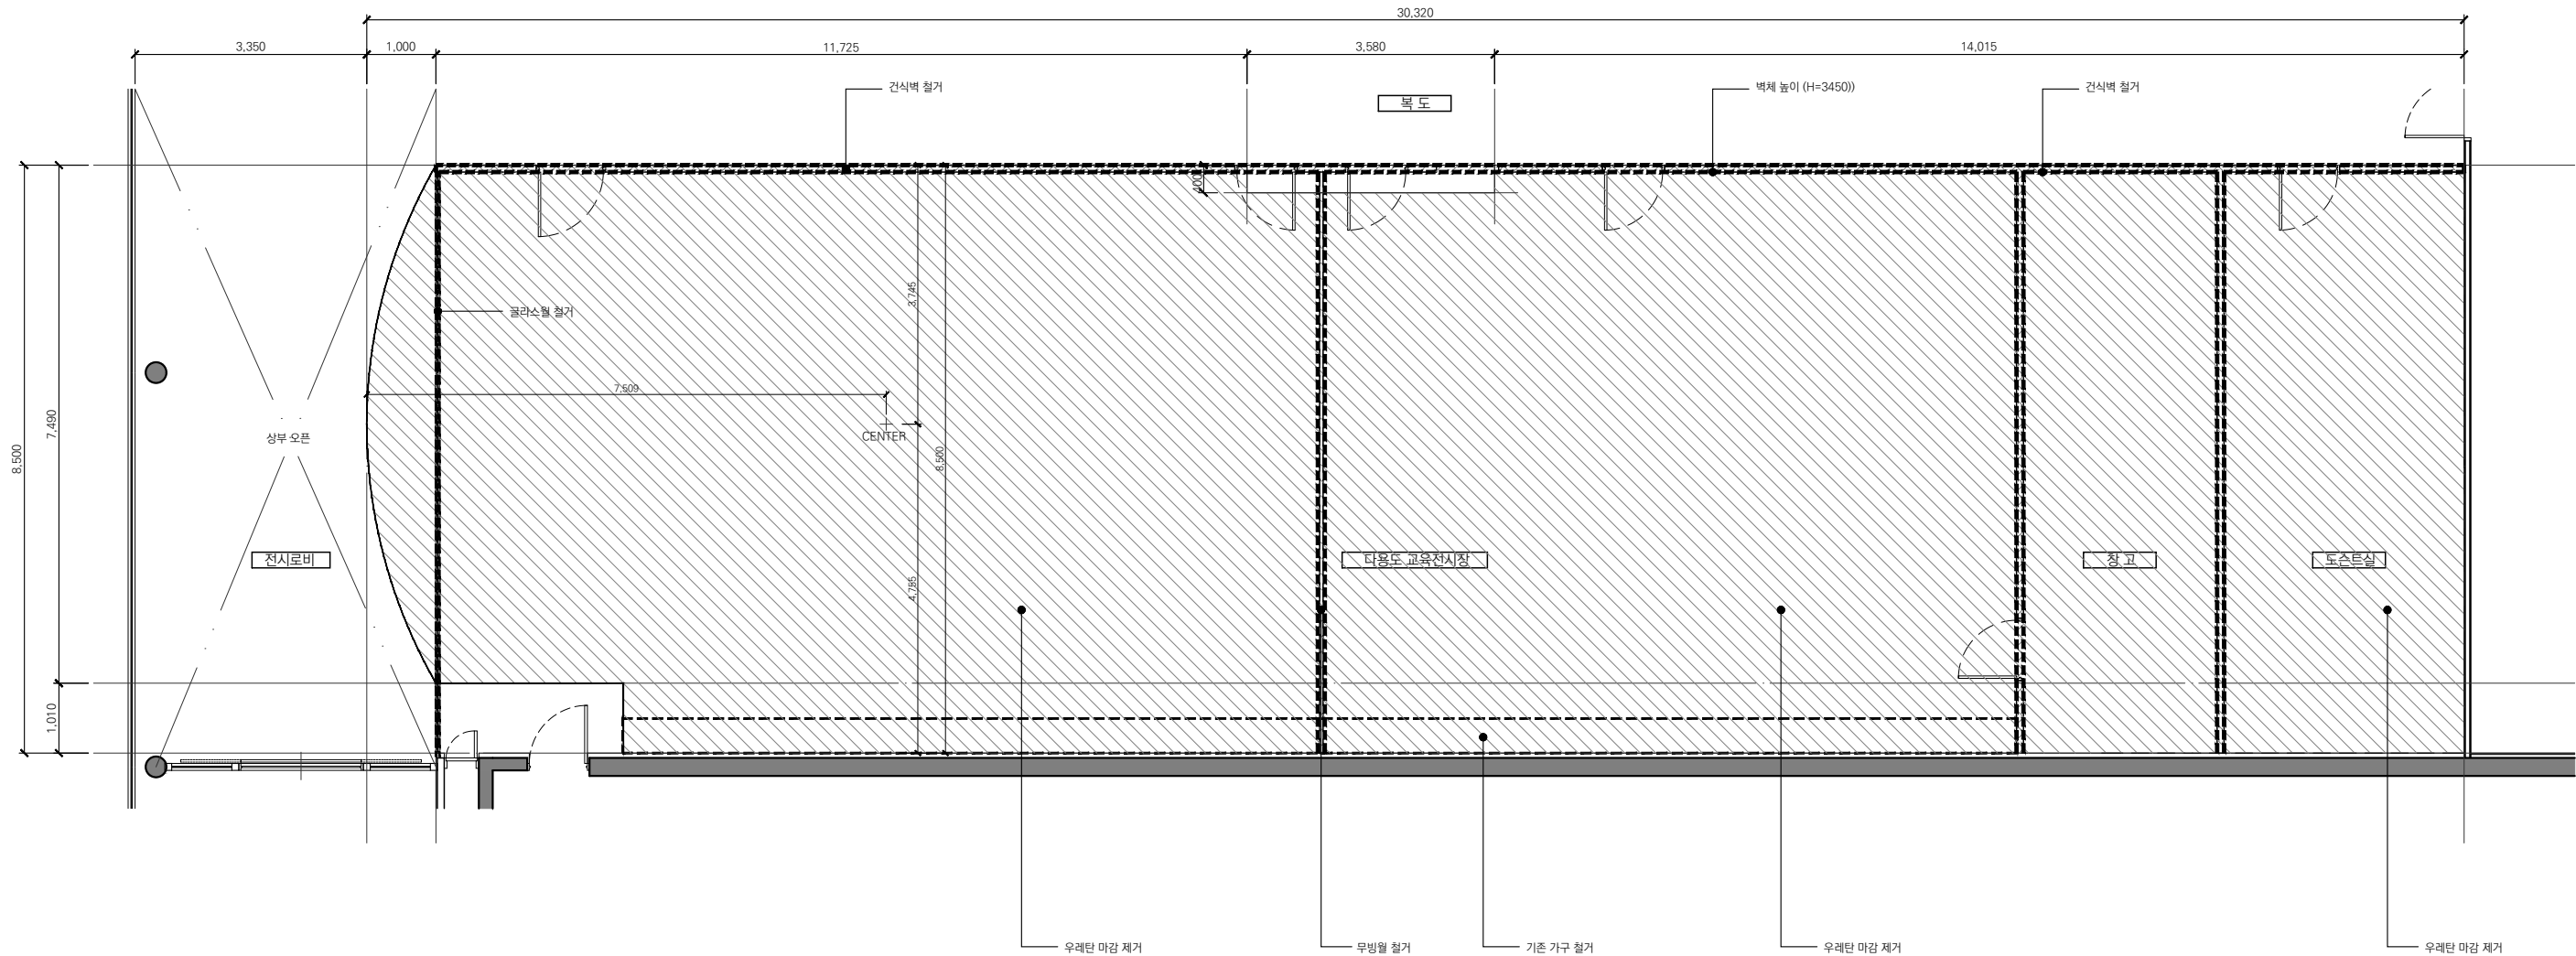 30,320
3,350
1,000
11,725
3,580
14,015
건식벽 철거
복 도
벽체 높이 (H=3450))
건식벽 철거
400
3,745
글라스월 철거
7,509
CENTER
상부 오픈
7,490
8,500
8,500
전시로비
다용도 교육전시장
창 고
도슨트실
4,755
1,010
우레탄 마감 제거
무빙월 철거
기존 가구 철거
우레탄 마감 제거
우레탄 마감 제거